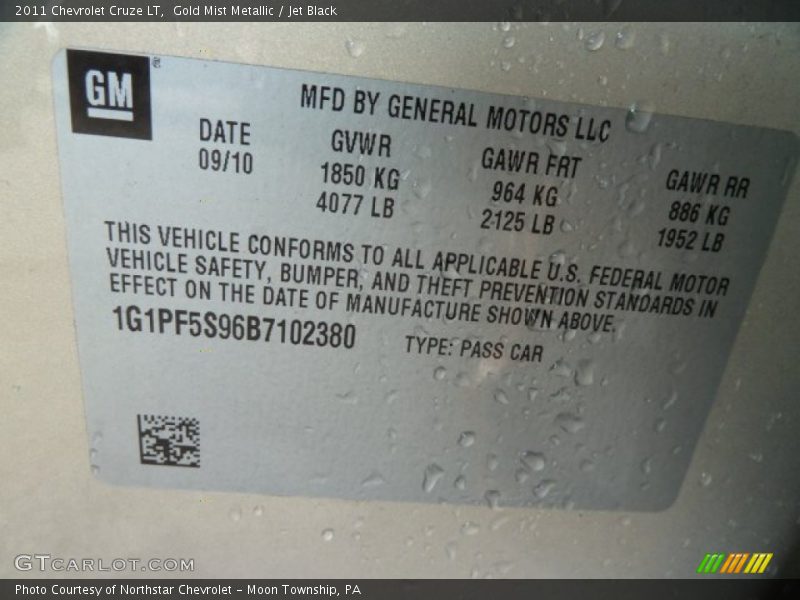 2011 Chevrolet Cruze LT,  Gold Mist Metallic / Jet Black
GM
®
MFD BY GENERAL MOTORS LLC
DATE GVWR GAWR FRT GAWR RR
09/10 1850 KG 964 KG 886 KG
4077 LB 2125 LB 1952 LB
THIS VEHICLE CONFORMS TO ALL APPLICABLE U.S. FEDERAL MOTOR
VEHICLE SAFETY, BUMPER, AND THEFT PREVENTION STANDARDS IN
EFFECT ON THE DATE OF MANUFACTURE SHOWN ABOVE.
1G1PF5S96B7102380 TYPE: PASS CAR
GTCARLOT.COM
Photo Courtesy of Northstar Chevrolet - Moon Township, PA